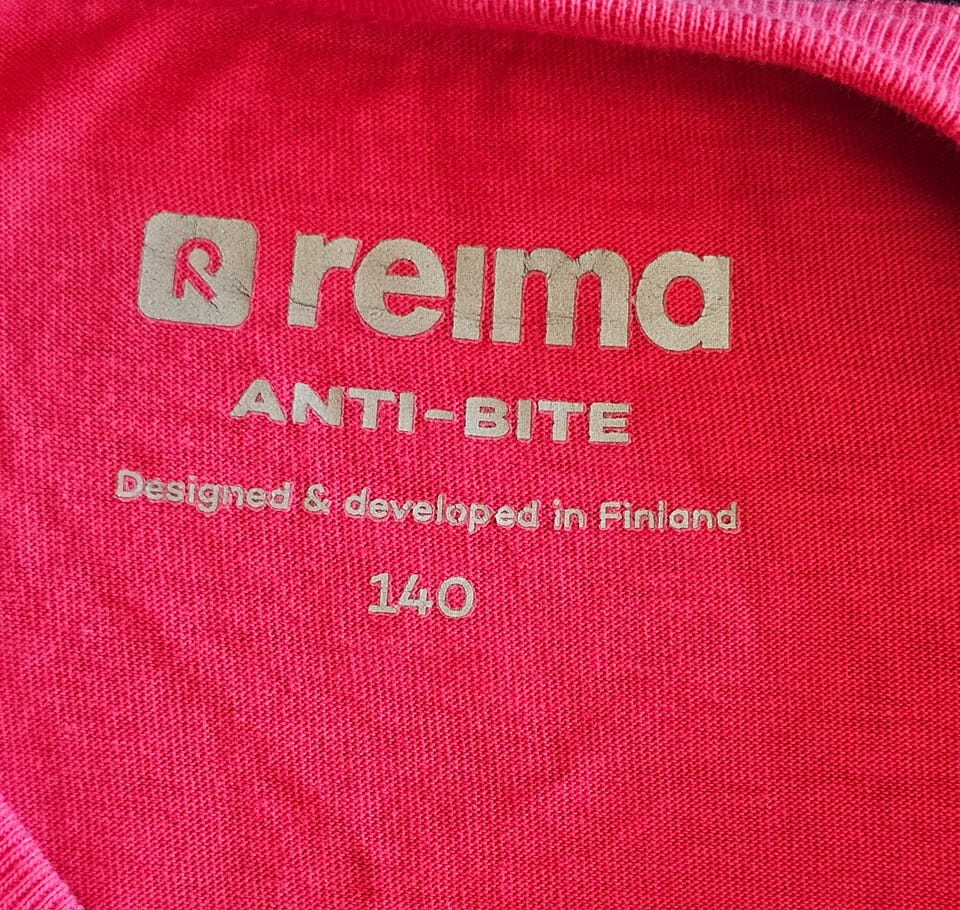 R reima
ANTI-BITE
Designed & developed in Finland
140